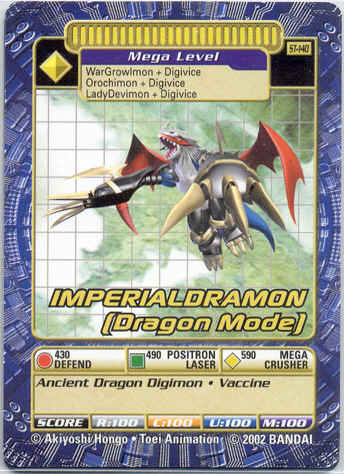 Mega Level
ST-140
WarGrowlmon + Digivice
Orochimon + Digivice
LadyDevimon + Digivice
IMPERIALDRAMON
(Dragon Mode)
430 DEFEND
490 POSITRON LASER
590 MEGA CRUSHER
Ancient Dragon Digimon • Vaccine
SCORE R:100 C:100 U:100 M:100
© Akiyoshi Hongo • Toei Animation © 2002 BANDAI